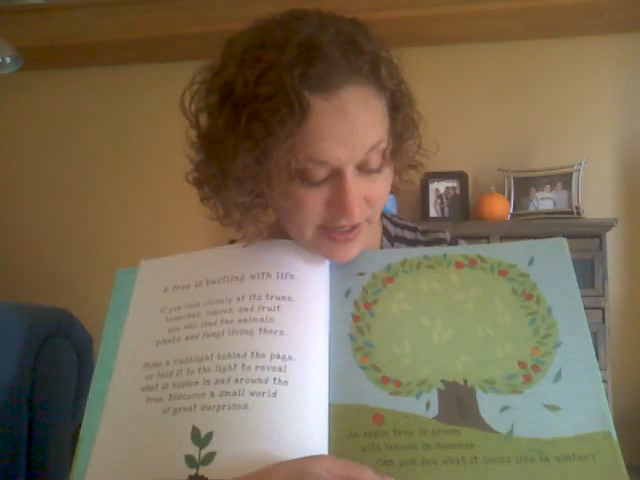 A tree is bustling with life.
If you look closely at its trunk,
branches, leaves, and fruit
you will find the animals,
plants and fungi living there.
Shine a flashlight behind the page,
or hold it to the light to reveal
what is hidden in and around the
tree. Discover a small world
of great surprises.
An apple tree is green
with leaves in summer.
Can you see what it looks like in winter?